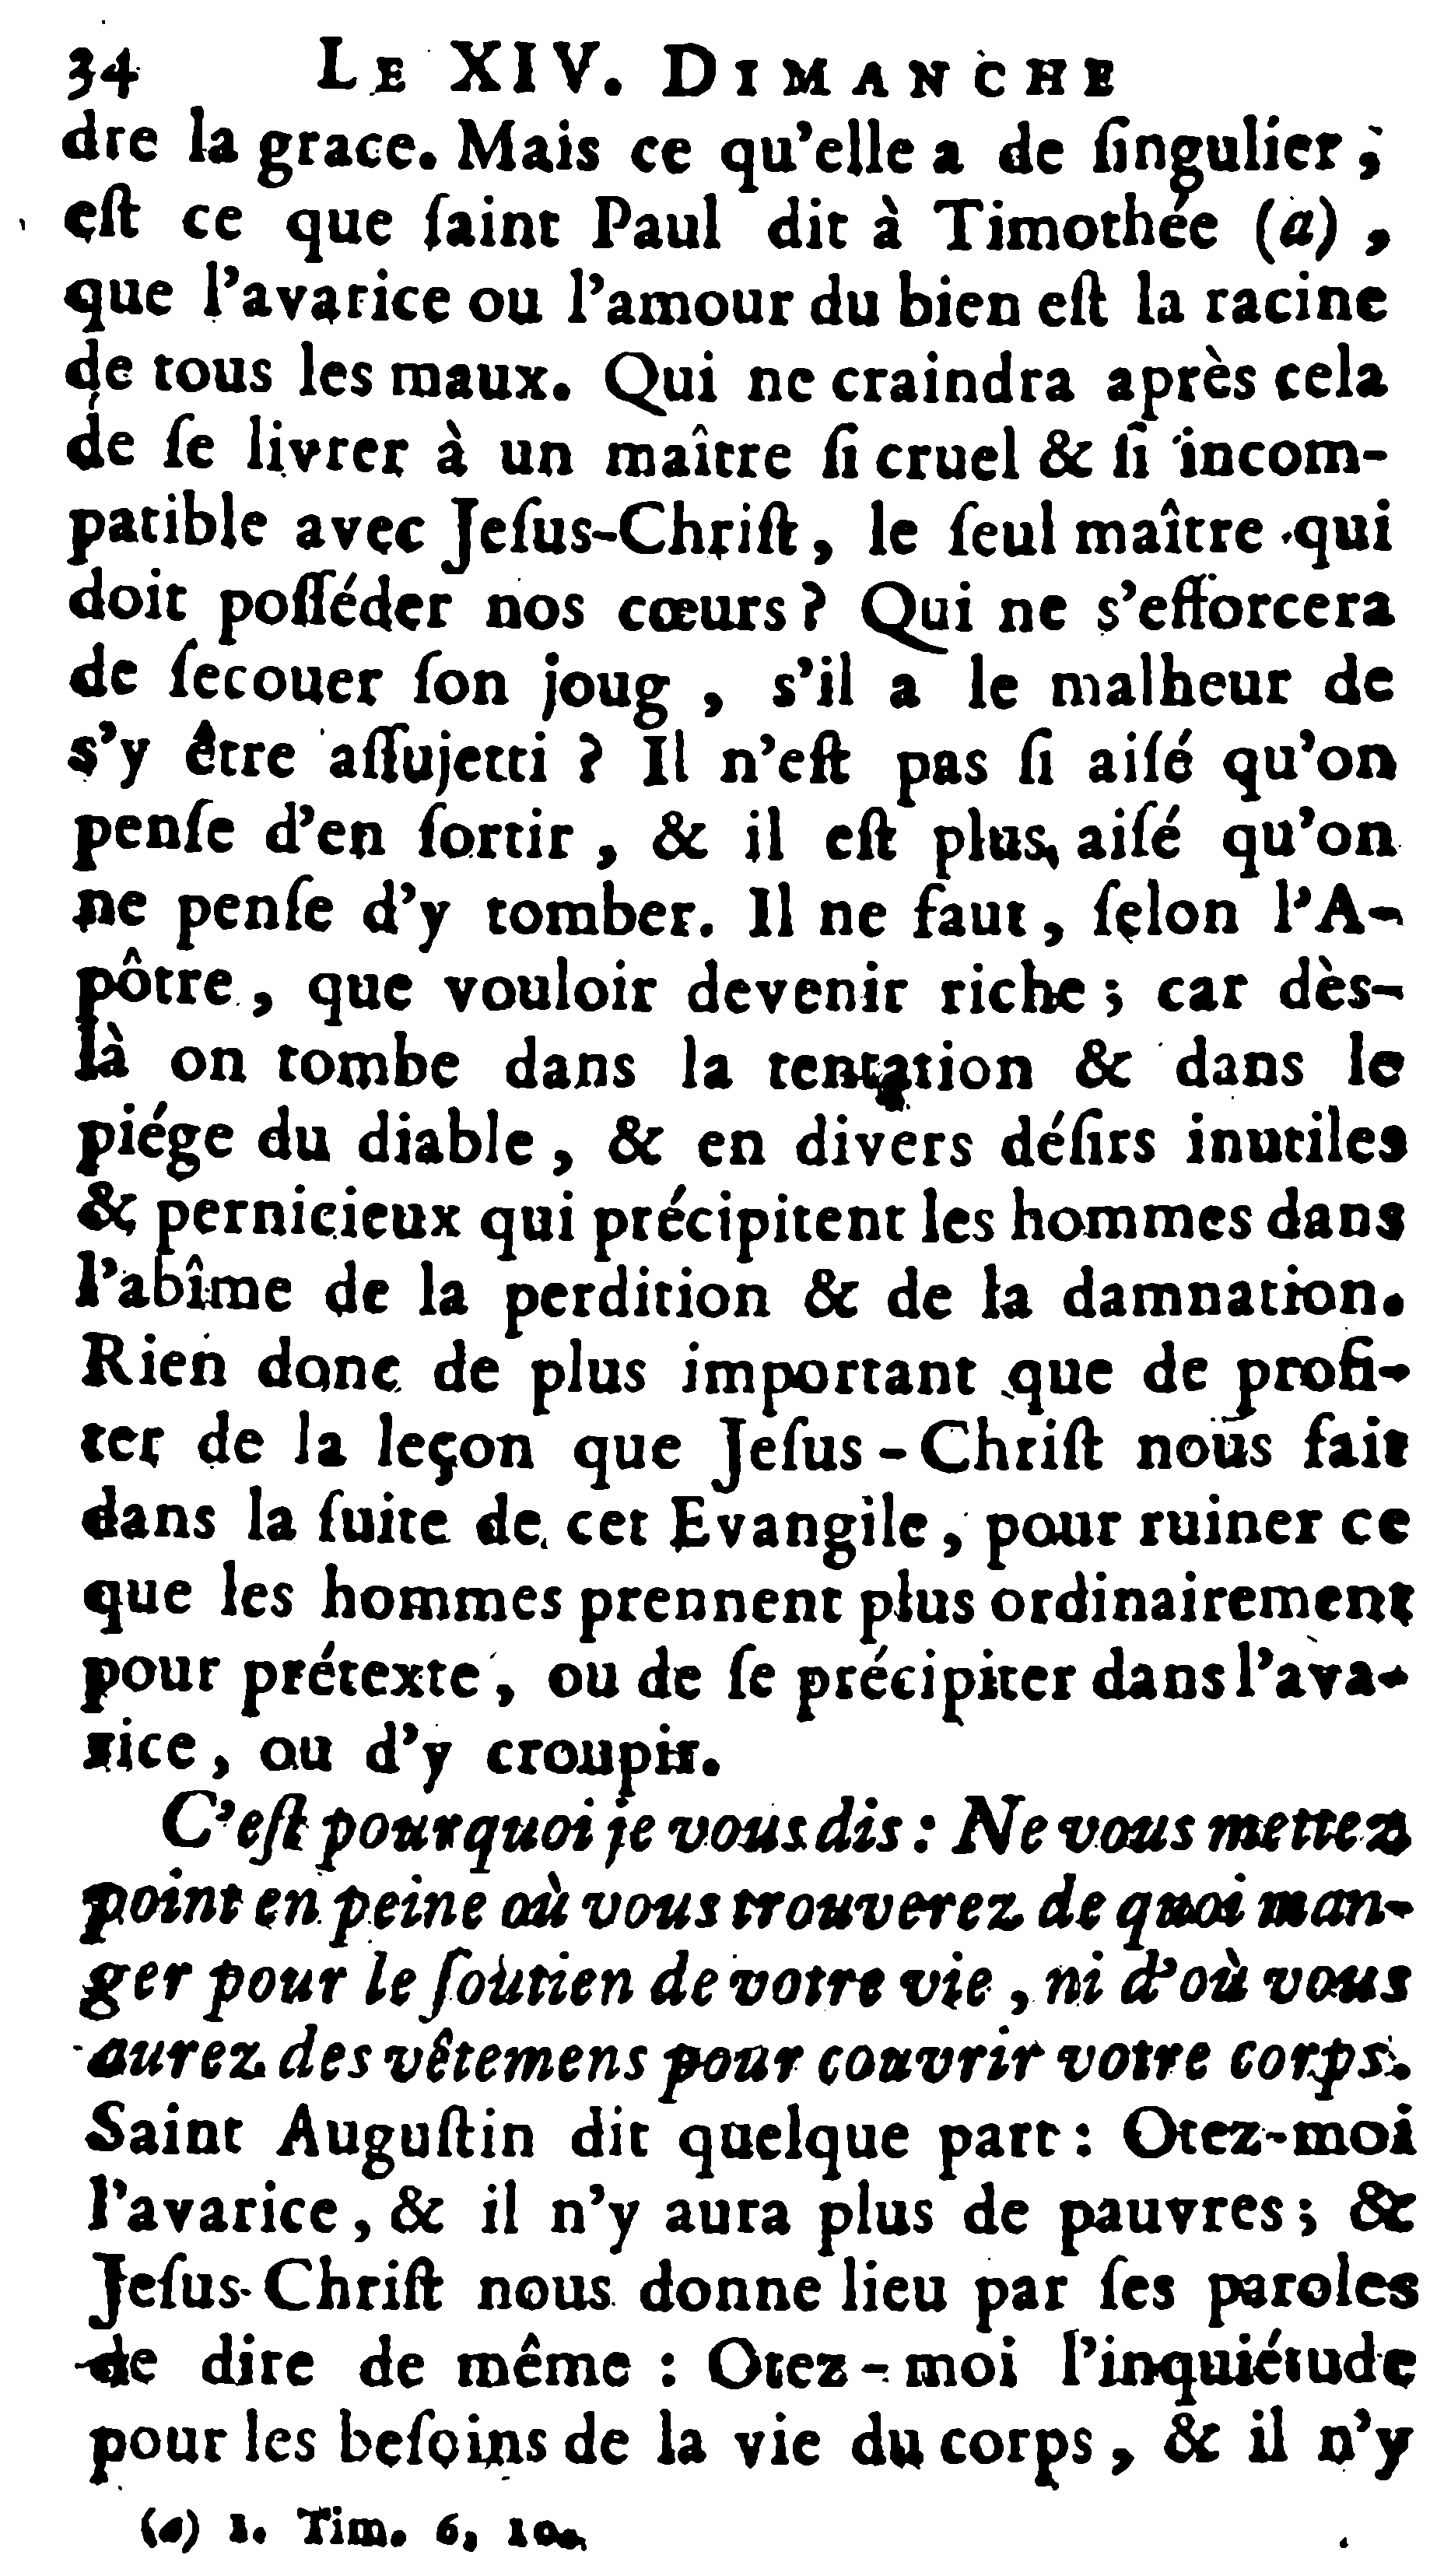 34 LE XIV. DIMANCHE
dre la grace. Mais ce qu'elle a de ſingulier,
eſt ce que ſaint Paul dit à Timothée (a),
que l'avarice ou l'amour du bien eſt la racine
de tous les maux. Qui ne craindra après cela
de ſe livrer à un maître ſi cruel & ſi incom-
patible avec Jeſus-Chriſt, le ſeul maître qui
doit poſſéder nos cœurs? Qui ne s'efforcera
de ſecouer ſon joug, s'il a le malheur de
s'y être aſſujetti? Il n'eſt pas ſi aiſé qu'on
penſe d'en ſortir, & il eſt plus aiſé qu'on
ne penſe d'y tomber. Il ne faut, ſelon l'A-
pôtre, que vouloir devenir riche; car dès-
là on tombe dans la tentation & dans le
piége du diable, & en divers déſirs inutiles
& pernicieux qui précipitent les hommes dans
l'abîme de la perdition & de la damnation.
Rien donc de plus important que de profi-
ter de la leçon que Jeſus-Chriſt nous fait
dans la ſuite de cet Evangile, pour ruiner ce
que les hommes prennent plus ordinairement
pour prétexte, ou de ſe précipiter dans l'ava-
rice, ou d'y croupir.
C'eſt pourquoi je vous dis: Ne vous mettez
point en peine où vous trouverez de quoi man-
ger pour le ſoutien de votre vie, ni d'où vous
aurez des vêtemens pour couvrir votre corps.
Saint Auguſtin dit quelque part: Otez-moi
l'avarice, & il n'y aura plus de pauvres; &
Jeſus-Chriſt nous donne lieu par ſes paroles
de dire de même: Otez-moi l'inquiétude
pour les beſoins de la vie du corps, & il n'y
(a) 1. Tim. 6, 10.